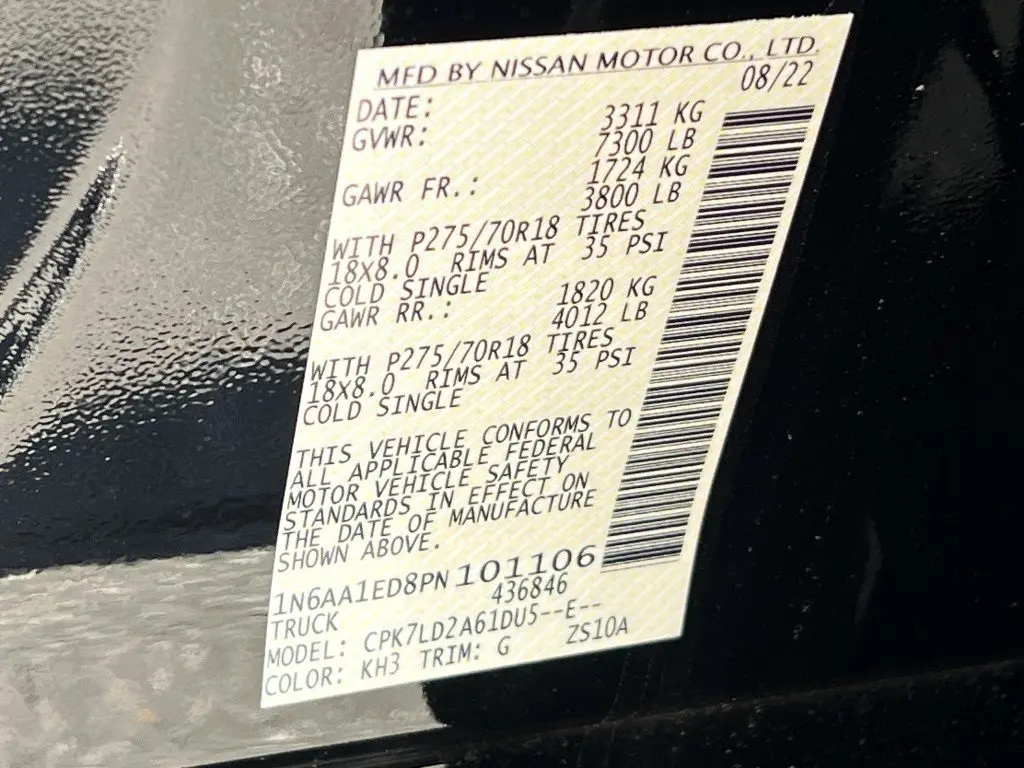 MFD BY NISSAN MOTOR CO., LTD.
DATE: 08/22
GVWR: 3311 KG
7300 LB
GAWR FR.: 1724 KG
3800 LB
WITH P275/70R18 TIRES
18X8.0 RIMS AT 35 PSI
COLD SINGLE
GAWR RR.: 1820 KG
4012 LB
WITH P275/70R18 TIRES
18X8.0 RIMS AT 35 PSI
COLD SINGLE
THIS VEHICLE CONFORMS TO
ALL APPLICABLE FEDERAL
MOTOR VEHICLE SAFETY
STANDARDS IN EFFECT ON
THE DATE OF MANUFACTURE
SHOWN ABOVE.
1N6AA1ED8PN101106
TRUCK 436846
MODEL: CPK7LD2A61DU5--E--
COLOR: KH3 TRIM: G ZS10A